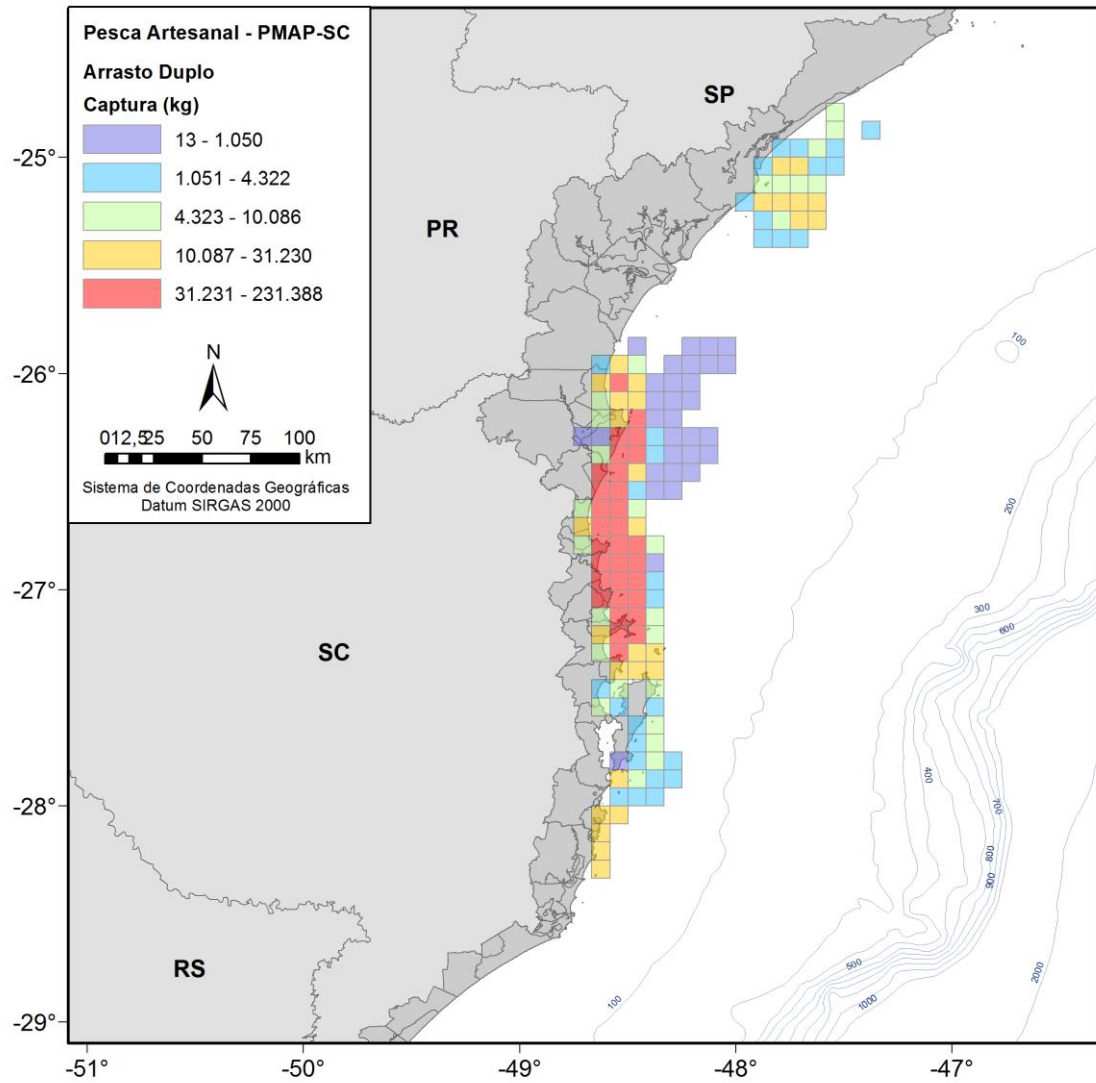 Pesca Artesanal - PMAP-SC
Arrasto Duplo
Captura (kg)
13 - 1.050
1.051 - 4.322
4.323 - 10.086
10.087 - 31.230
31.231 - 231.388
N
012,525 50 75 100
km
Sistema de Coordenadas Geográficas
Datum SIRGAS 2000
SP
PR
SC
RS
-25°
-26°
-27°
-28°
-29°
100
200
300
600
400
700
800
900
500
1000
100
2000
-51° -50° -49° -48° -47°